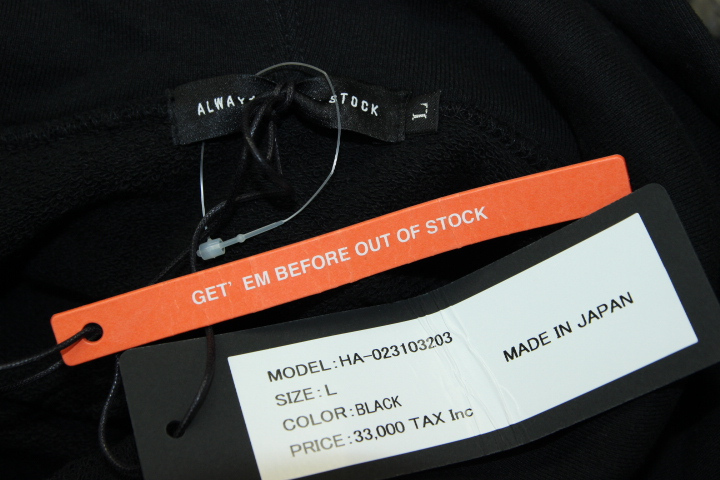 ALWAY STOCK
L
GET' EM BEFORE OUT OF STOCK
MODEL:HA-023103203
SIZE:L
COLOR:BLACK
PRICE:33,000 TAX Inc
MADE IN JAPAN